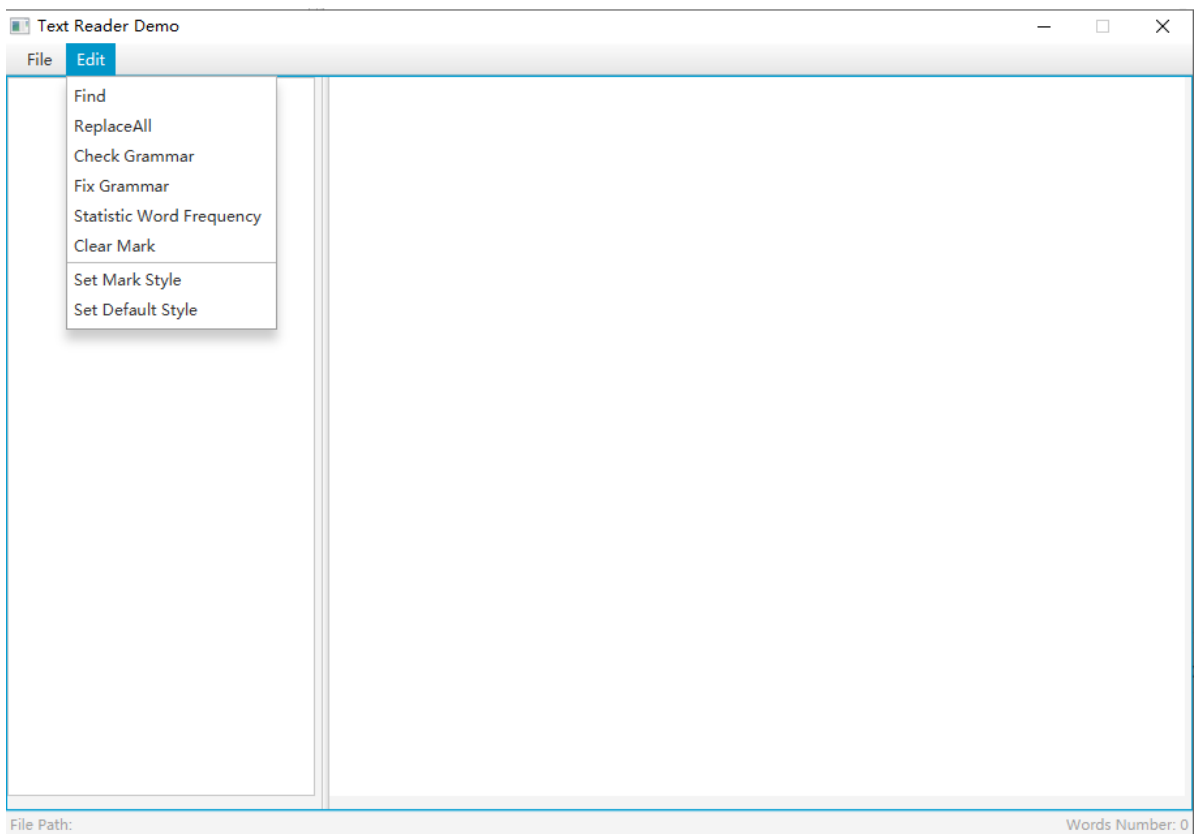 Text Reader Demo
File Edit
Find
ReplaceAll
Check Grammar
Fix Grammar
Statistic Word Frequency
Clear Mark
Set Mark Style
Set Default Style
File Path: Words Number: 0